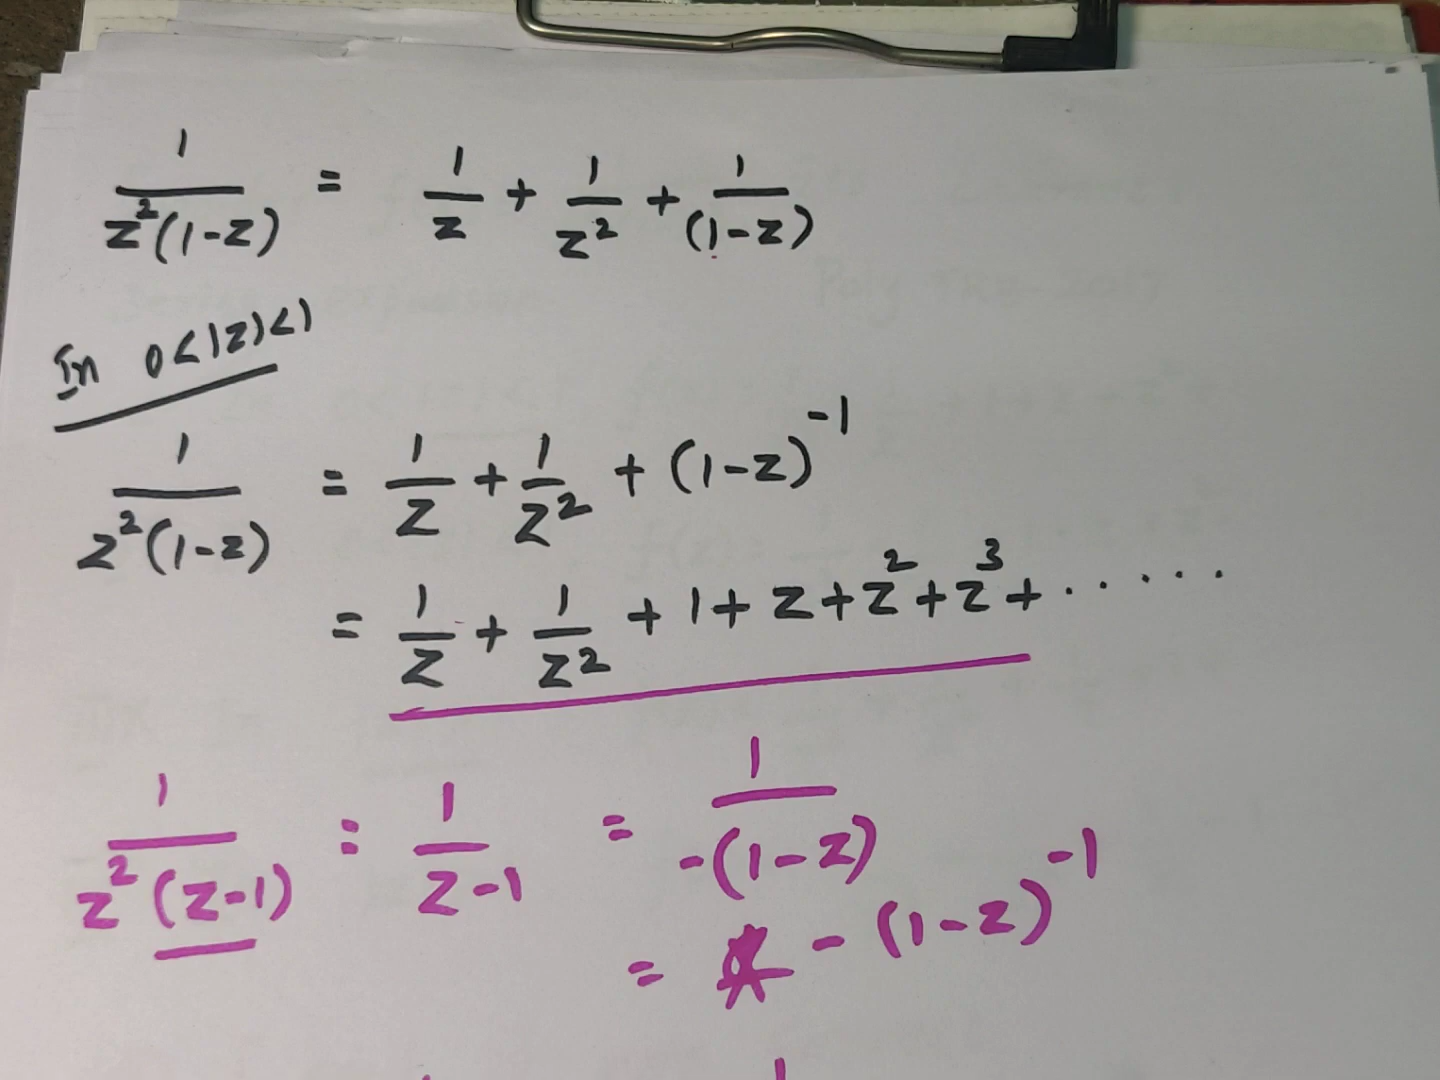 1/(z²(1-z)) = 1/z + 1/z² + 1/(1-z)
In 0<|z|<1
1/(z²(1-z)) = 1/z + 1/z² + (1-z)⁻¹
= 1/z + 1/z² + 1 + z + z² + z³ + ......
1/(z²(z-1)) = 1/(z-1) = 1/(-(1-z))
= - (1-z)⁻¹